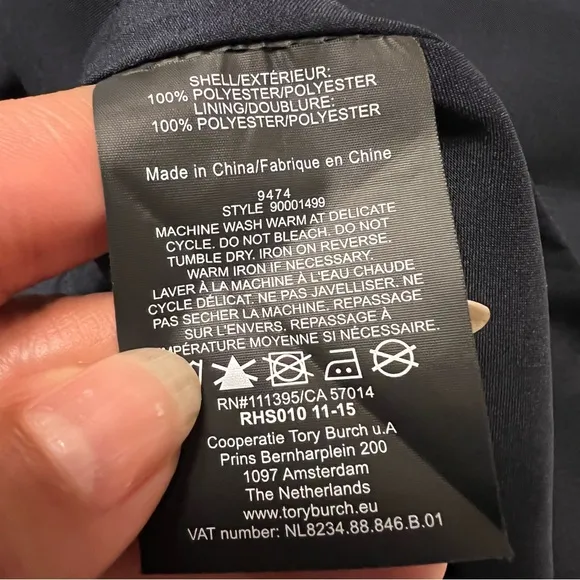 SHELL/EXTÉRIEUR:
100% POLYESTER/POLYESTER
LINING/DOUBLURE:
100% POLYESTER/POLYESTER
Made in China/Fabrique en Chine
9474
STYLE 90001499
MACHINE WASH WARM AT DELICATE
CYCLE. DO NOT BLEACH. DO NOT
TUMBLE DRY. IRON ON REVERSE.
WARM IRON IF NECESSARY.
LAVER À LA MACHINE À L'EAU CHAUDE
CYCLE DÉLICAT. NE PAS JAVELLISER. NE
PAS SECHER LA MACHINE. REPASSAGE
SUR L'ENVERS. REPASSAGE À
MPÉRATURE MOYENNE SI NÉCESSAIRE.
RN#111395/CA 57014
RHS010 11-15
Cooperatie Tory Burch u.A
Prins Bernharplein 200
1097 Amsterdam
The Netherlands
www.toryburch.eu
VAT number: NL8234.88.846.B.01